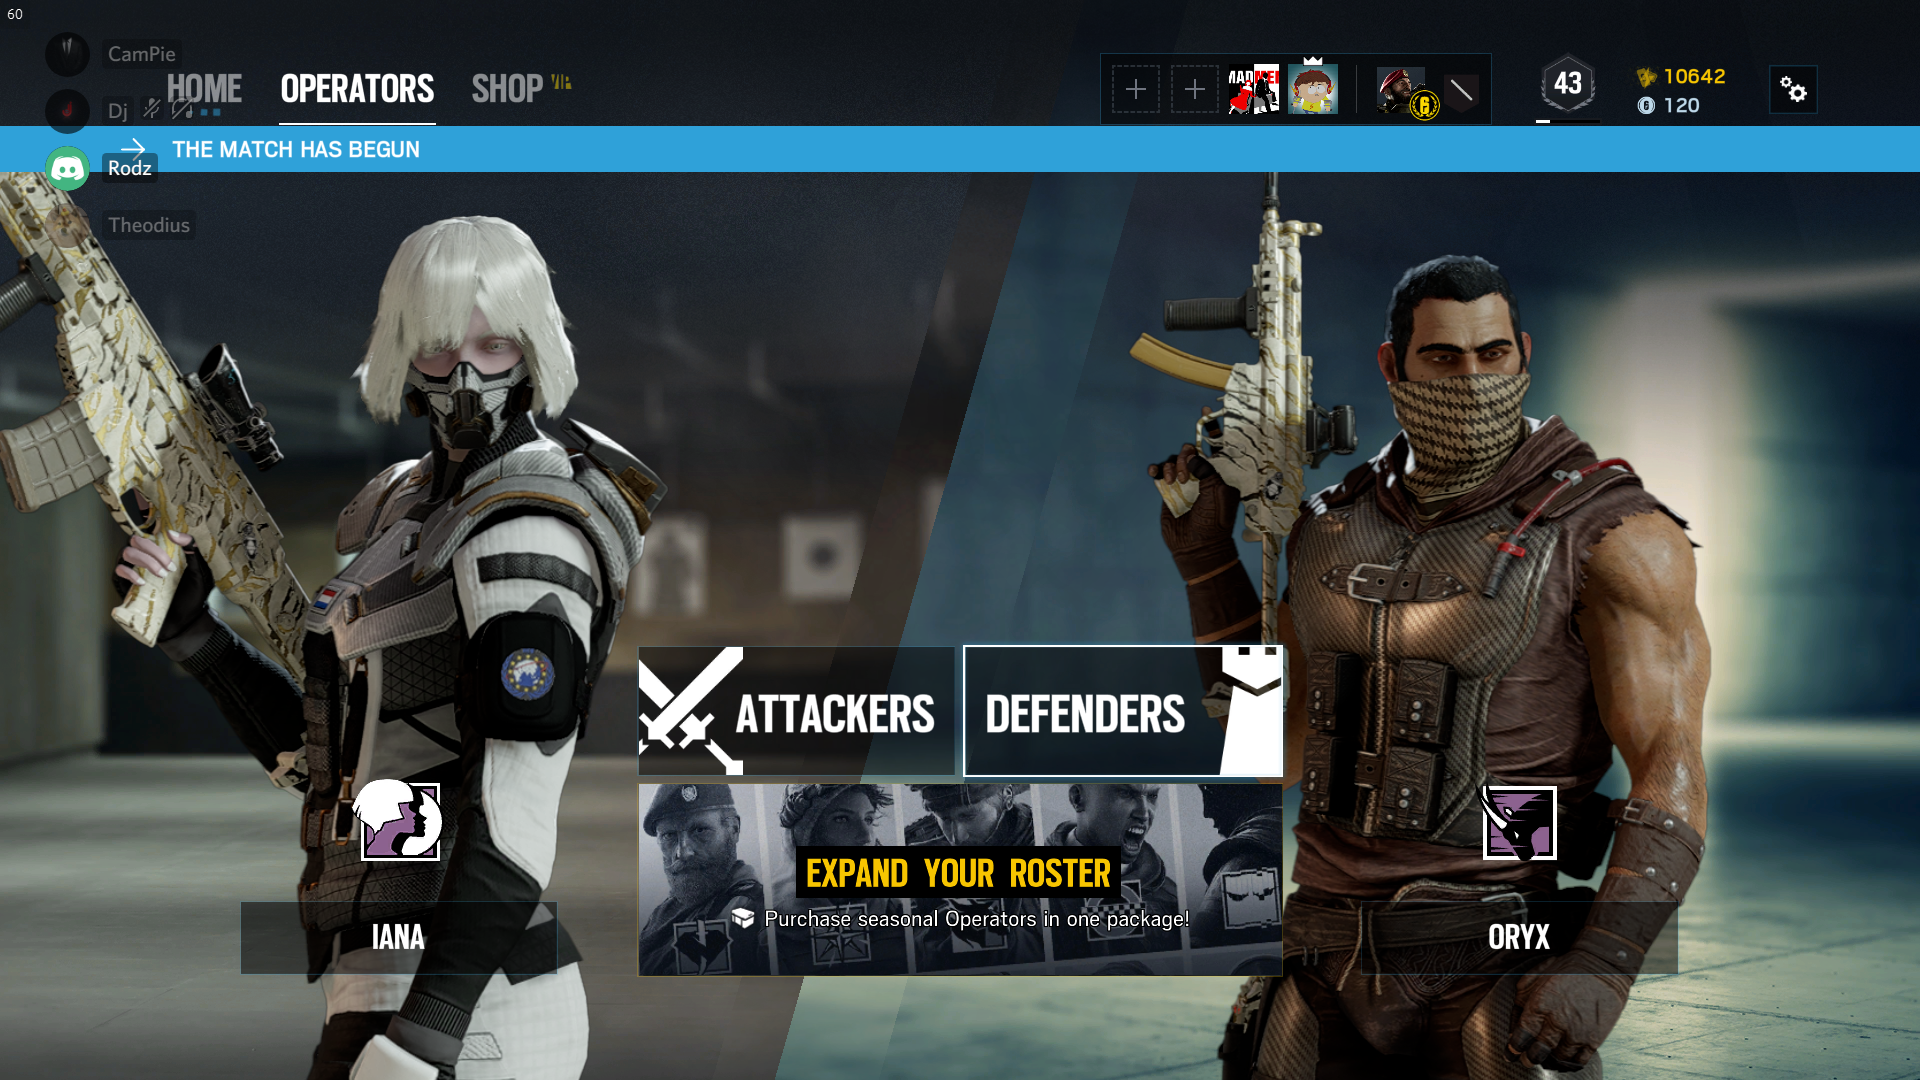 60
CamPie
HOME
OPERATORS
SHOP
43
10642
120
Dj
THE MATCH HAS BEGUN
Rodz
Theodius
ATTACKERS
DEFENDERS
EXPAND YOUR ROSTER
Purchase seasonal Operators in one package!
IANA
ORYX